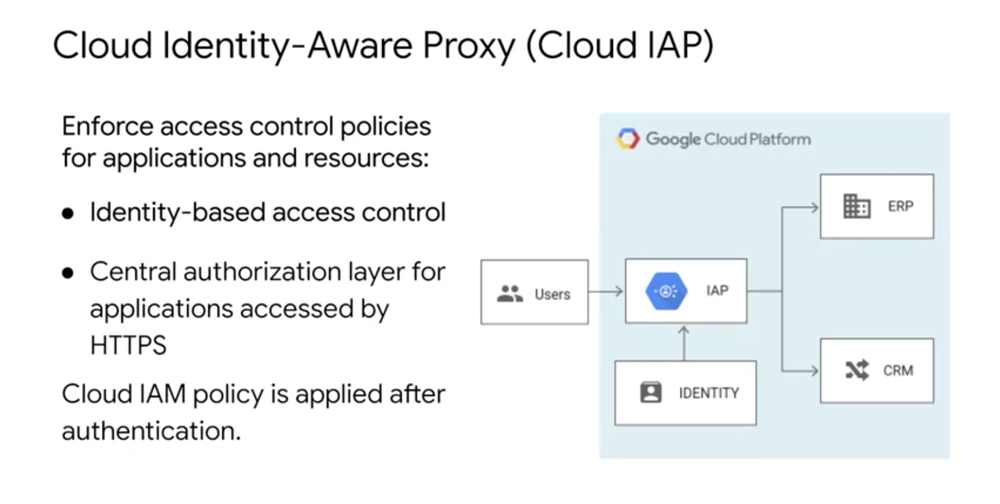 Cloud Identity-Aware Proxy (Cloud IAP)
Enforce access control policies
for applications and resources:
● Identity-based access control
● Central authorization layer for
applications accessed by
HTTPS
Cloud IAM policy is applied after
authentication.
Google Cloud Platform
ERP
Users
IAP
IDENTITY
CRM